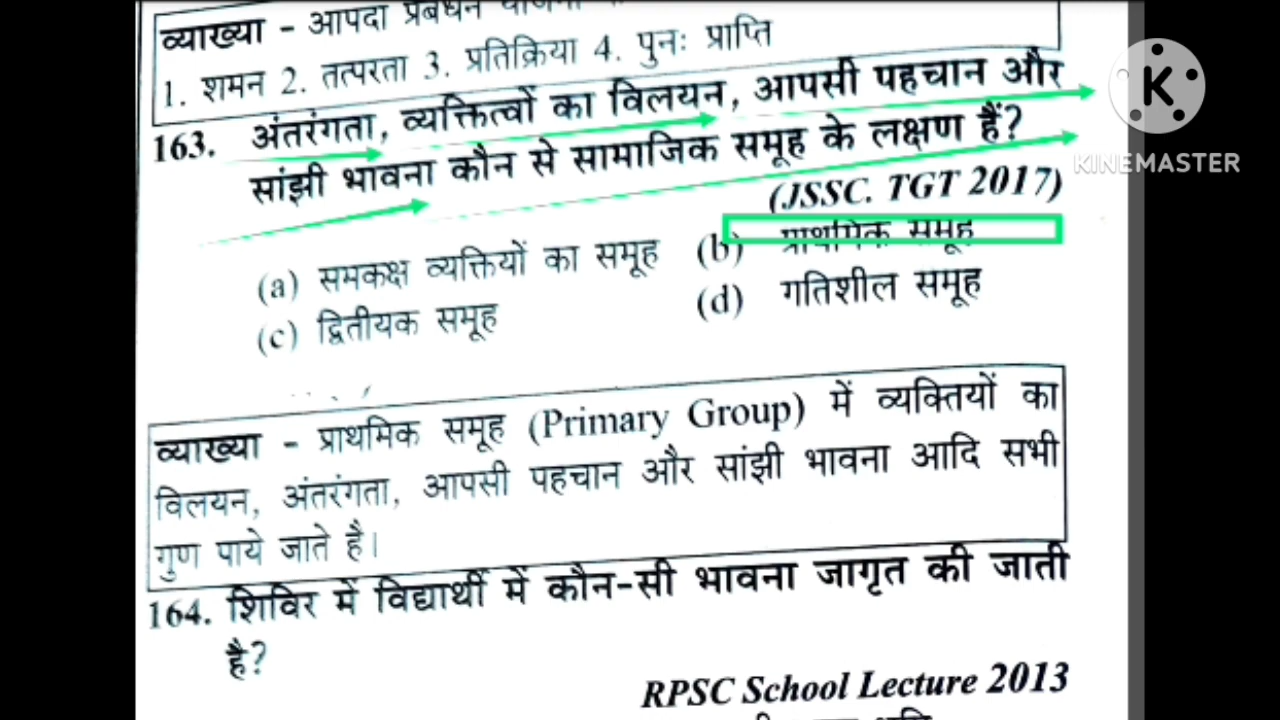 व्याख्या - आपदा प्रबंधन
1. शमन 2. तत्परता 3. प्रतिक्रिया 4. पुनः प्राप्ति
163. अंतरंगता, व्यक्तित्वों का विलयन, आपसी पहचान और
सांझी भावना कौन से सामाजिक समूह के लक्षण हैं?
(JSSC. TGT 2017)
(a) समकक्ष व्यक्तियों का समूह (b) प्राथमिक समूह
(c) द्वितीयक समूह (d) गतिशील समूह
व्याख्या - प्राथमिक समूह (Primary Group) में व्यक्तियों का
विलयन, अंतरंगता, आपसी पहचान और सांझी भावना आदि सभी
गुण पाये जाते है।
164. शिविर में विद्यार्थी में कौन-सी भावना जागृत की जाती
है?
RPSC School Lecture 2013
K
KINEMASTER